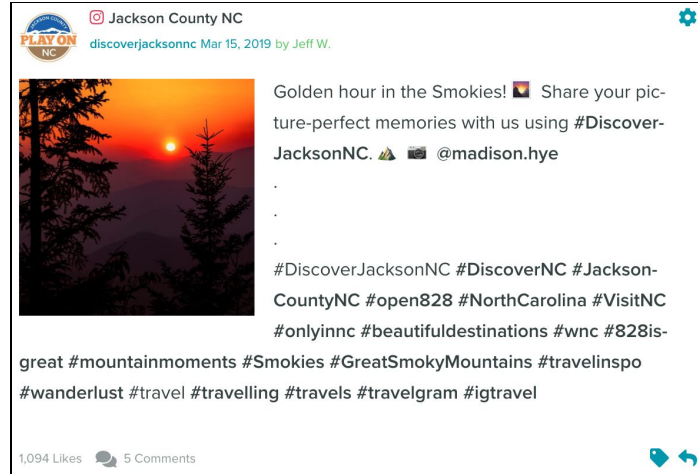 Jackson County NC
discoverjacksonnc Mar 15, 2019 by Jeff W.
JACKSON COUNTY
PLAY ON
NC
Golden hour in the Smokies! 🌄 Share your pic-
ture-perfect memories with us using #Discover-
JacksonNC. ⛰️ 📷 @madison.hye
.
.
.
#DiscoverJacksonNC #DiscoverNC #Jackson-
CountyNC #open828 #NorthCarolina #VisitNC
#onlyinnc #beautifuldestinations #wnc #828is-
great #mountainmoments #Smokies #GreatSmokyMountains #travelinspo
#wanderlust #travel #travelling #travels #travelgram #igtravel
1,094 Likes 5 Comments